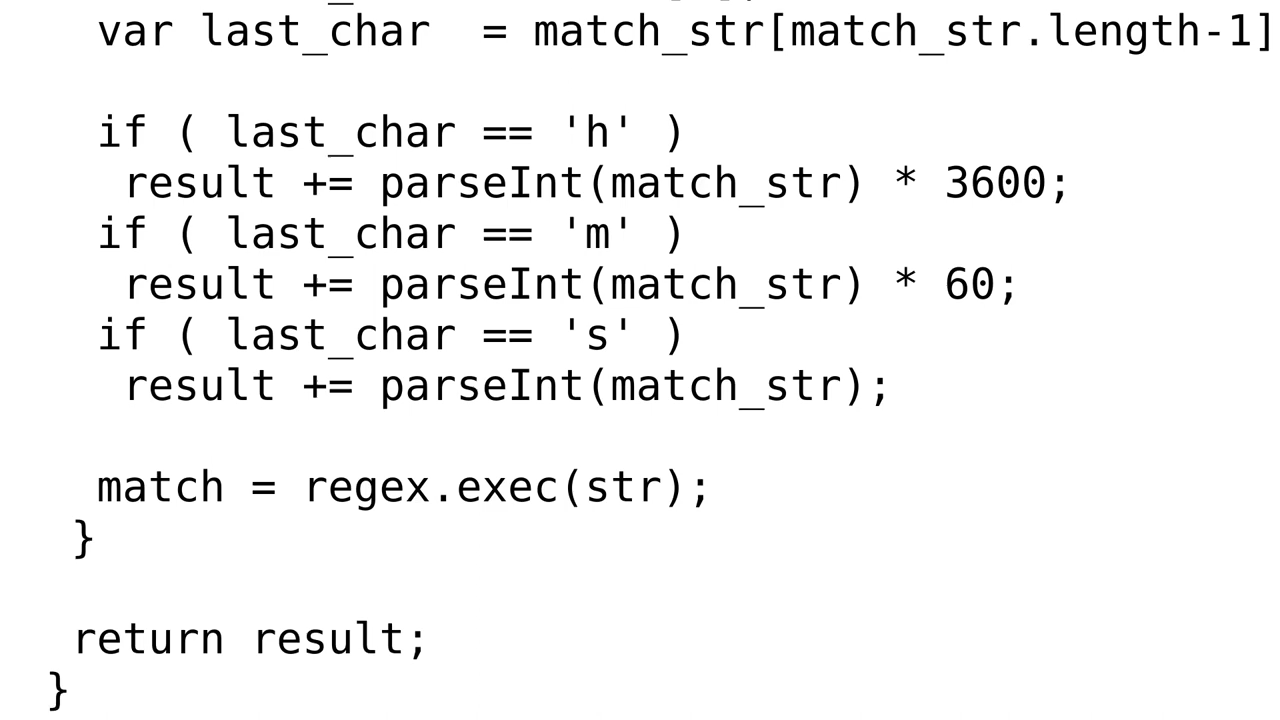 var last_char  = match_str[match_str.length-1]
if ( last_char == 'h' )
result += parseInt(match_str) * 3600;
if ( last_char == 'm' )
result += parseInt(match_str) * 60;
if ( last_char == 's' )
result += parseInt(match_str);
match = regex.exec(str);
}
return result;
}